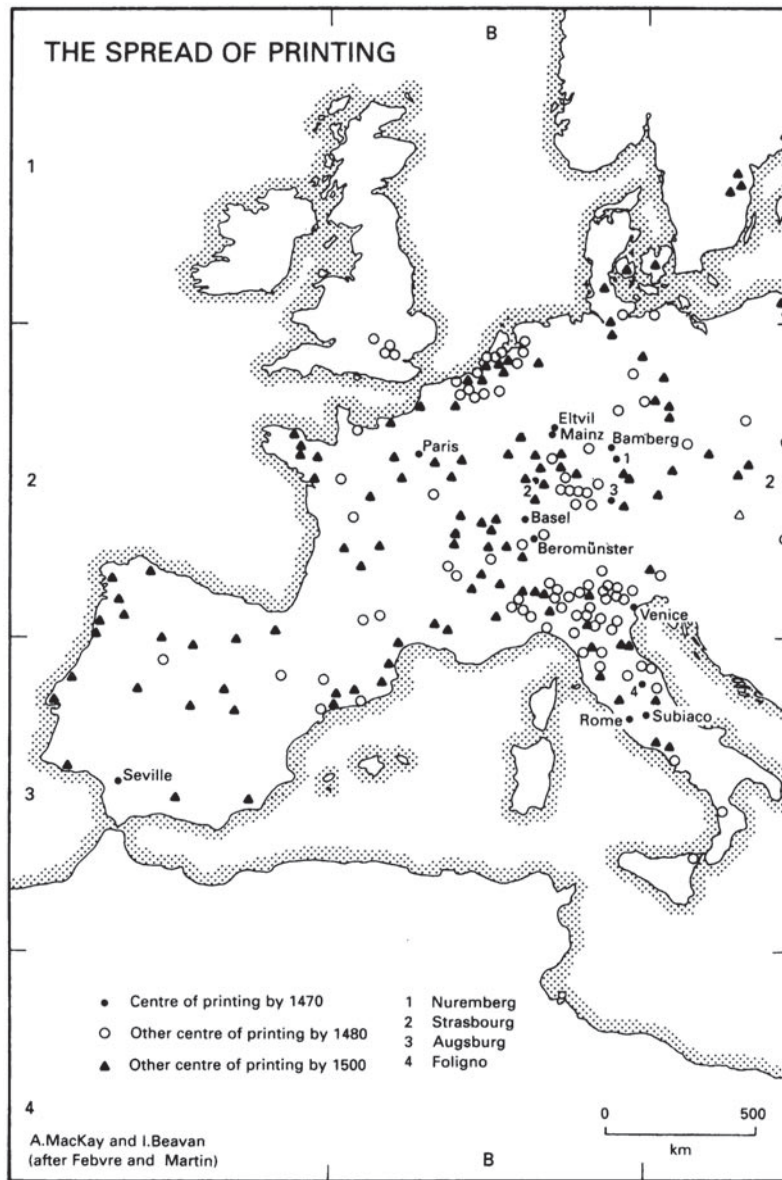 B
THE SPREAD OF PRINTING
1
Eltvil
Mainz
Bamberg
Paris
1
2
2
3
2
Basel
Beromünster
Venice
4
Rome
Subiaco
Seville
3
Centre of printing by 1470
Other centre of printing by 1480
Other centre of printing by 1500
1 Nuremberg
2 Strasbourg
3 Augsburg
4 Foligno
4
0 500
km
A.MacKay and I.Beavan
(after Febvre and Martin)
B